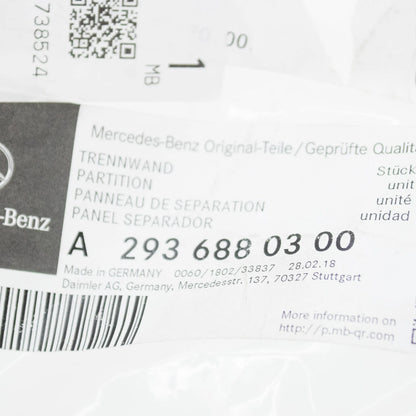 738524
1
MB
00.
Mercedes-Benz Original-Teile/Geprüfte Qualitä
TRENNWAND
PARTITION
PANNEAU DE SEPARATION
PANEL SEPARADOR
Stück
unit
unité
unidad
-Benz
A 293 688 03 00
Made in GERMANY 0060/1802/33837 28.02.18
Daimler AG, Germany, Mercedesstr. 137, 70327 Stuttgart
More information on
http://p.mb-qr.com/